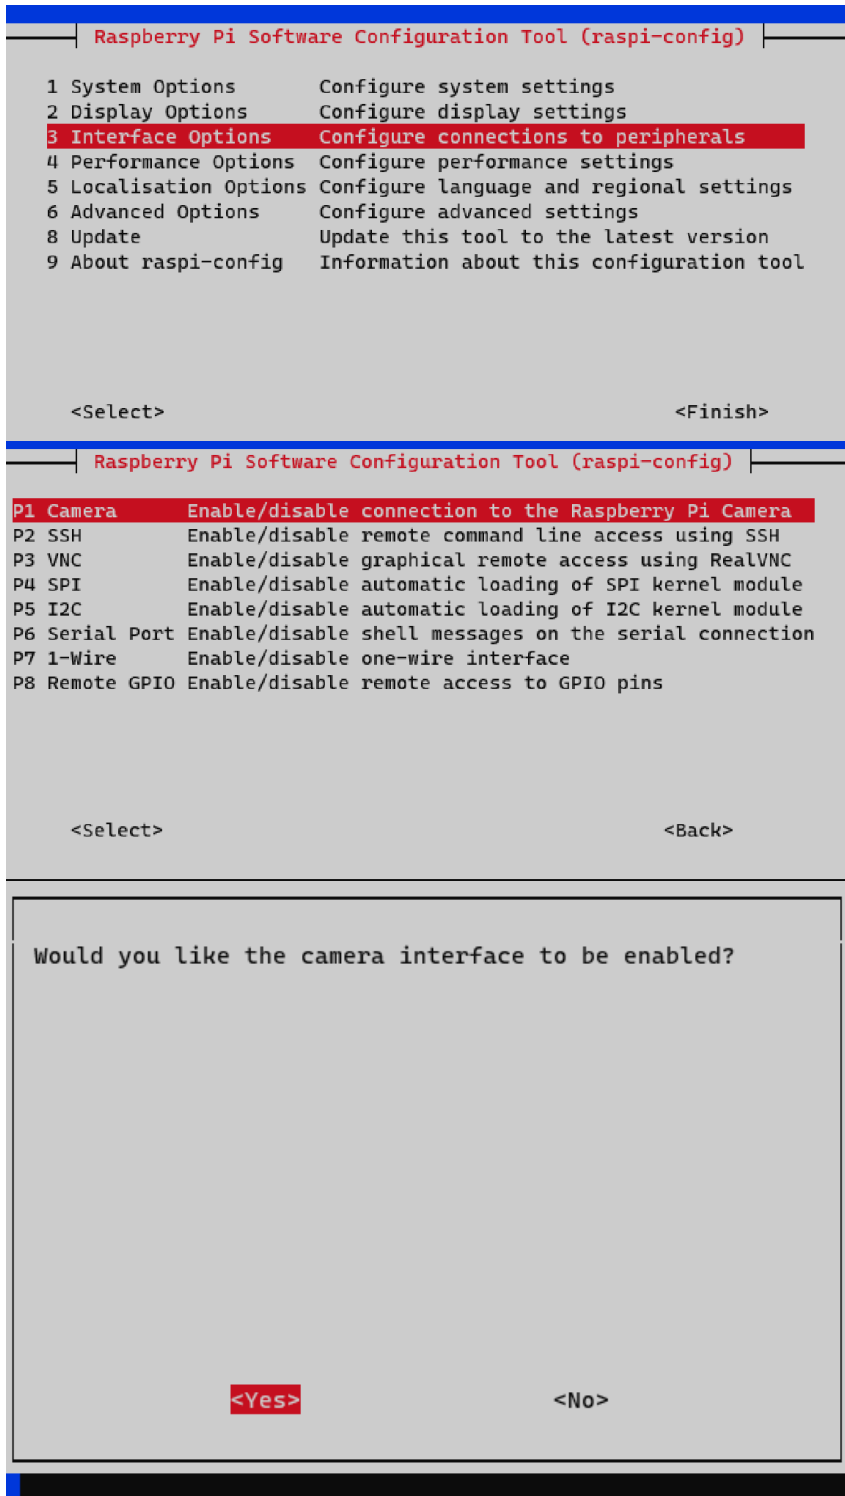 Raspberry Pi Software Configuration Tool (raspi-config)
1 System Options Configure system settings
2 Display Options Configure display settings
3 Interface Options Configure connections to peripherals
4 Performance Options Configure performance settings
5 Localisation Options Configure language and regional settings
6 Advanced Options Configure advanced settings
8 Update Update this tool to the latest version
9 About raspi-config Information about this configuration tool
<Select> <Finish>
Raspberry Pi Software Configuration Tool (raspi-config)
P1 Camera Enable/disable connection to the Raspberry Pi Camera
P2 SSH Enable/disable remote command line access using SSH
P3 VNC Enable/disable graphical remote access using RealVNC
P4 SPI Enable/disable automatic loading of SPI kernel module
P5 I2C Enable/disable automatic loading of I2C kernel module
P6 Serial Port Enable/disable shell messages on the serial connection
P7 1-Wire Enable/disable one-wire interface
P8 Remote GPIO Enable/disable remote access to GPIO pins
<Select> <Back>
Would you like the camera interface to be enabled?
<Yes> <No>